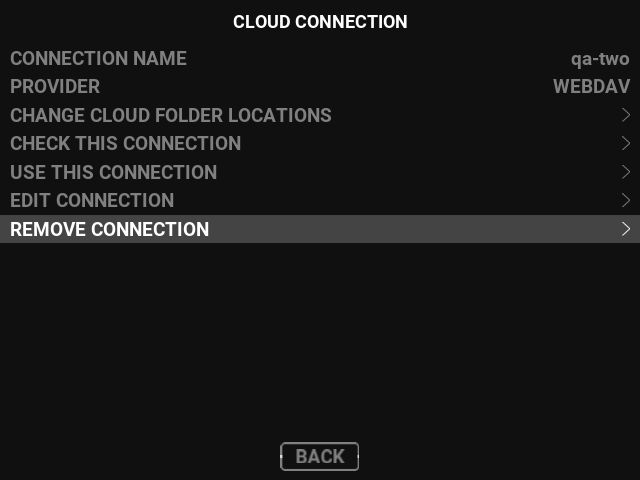 CLOUD CONNECTION
CONNECTION NAME qa-two
PROVIDER WEBDAV
CHANGE CLOUD FOLDER LOCATIONS
CHECK THIS CONNECTION
USE THIS CONNECTION
EDIT CONNECTION
REMOVE CONNECTION
BACK